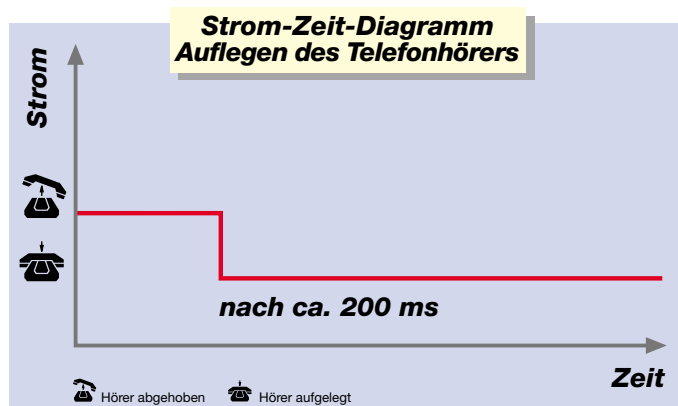 Strom-Zeit-Diagramm
Auflegen des Telefonhörers
Strom
nach ca. 200 ms
Zeit
Hörer abgehoben
Hörer aufgelegt